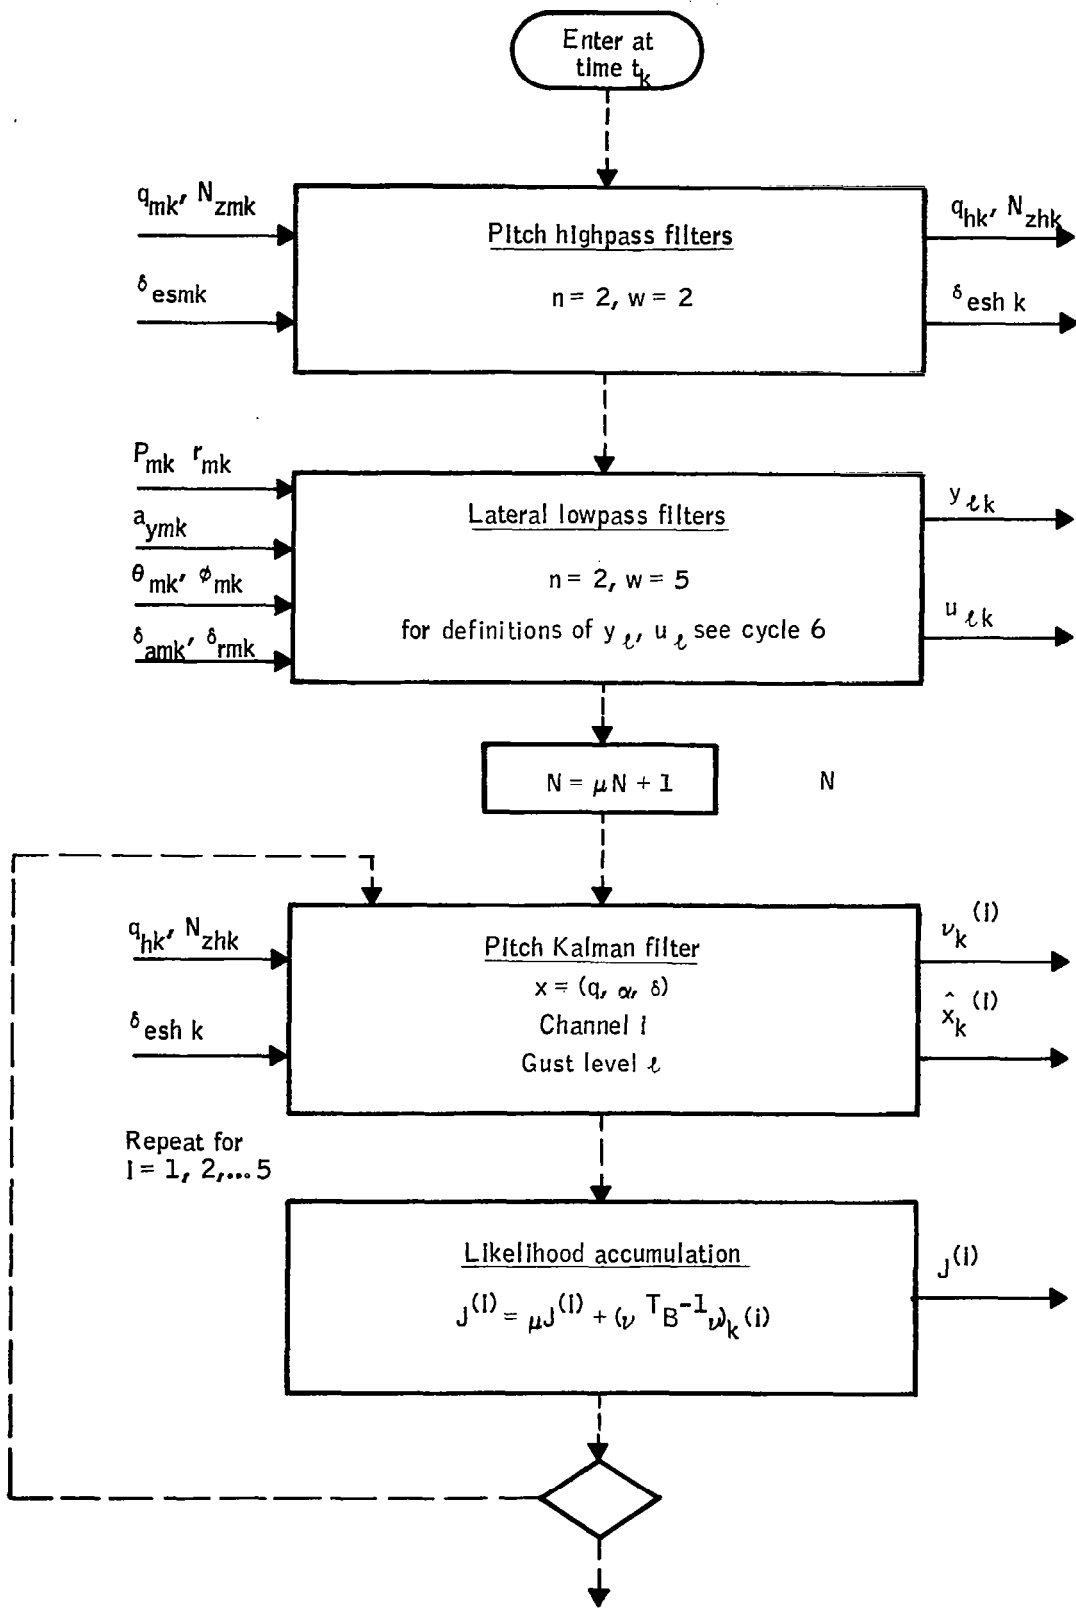 Enter at
time t_k
q_mk, N_zmk
δ_esmk
Pitch highpass filters
n = 2, w = 2
q_hk, N_zhk
δ_esh k
P_mk r_mk
a_ymk
θ_mk, φ_mk
δ_amk, δ_rmk
Lateral lowpass filters
n = 2, w = 5
for definitions of y_ℓ, u_ℓ see cycle 6
y_ℓk
u_ℓk
N = μN + 1
N
q_hk, N_zhk
δ_esh k
Pitch Kalman filter
x = (q, α, δ)
Channel i
Gust level ℓ
ν_k^(i)
x̂_k^(i)
Repeat for
i = 1, 2,... 5
Likelihood accumulation
J^(i) = μJ^(i) + (ν^T B^-1 ν)_k^(i)
J^(i)